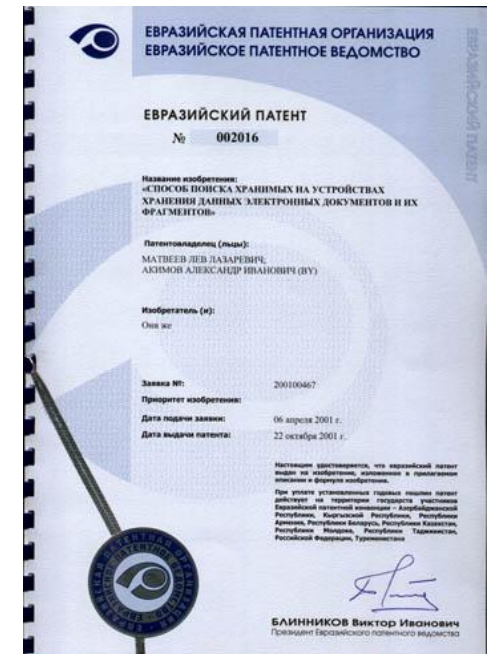 ЕВРАЗИЙСКАЯ ПАТЕНТНАЯ ОРГАНИЗАЦИЯ
ЕВРАЗИЙСКОЕ ПАТЕНТНОЕ ВЕДОМСТВО
ЕВРАЗИЙСКИЙ ПАТЕНТ
ЕВРАЗИЙСКИЙ ПАТЕНТ
№ 002016
Название изобретения:
«СПОСОБ ПОИСКА ХРАНИМЫХ НА УСТРОЙСТВАХ
ХРАНЕНИЯ ДАННЫХ ЭЛЕКТРОННЫХ ДОКУМЕНТОВ И ИХ
ФРАГМЕНТОВ»
Патентовладелец (льцы):
МАТВЕЕВ ЛЕВ ЛАЗАРЕВИЧ;
АКИМОВ АЛЕКСАНДР ИВАНОВИЧ (BY)
Изобретатель (и):
Они же
Заявка №: 200100467
Приоритет изобретения:
Дата подачи заявки: 06 апреля 2001 г.
Дата выдачи патента: 22 октября 2001 г.
Настоящим удостоверяется, что евразийский патент
выдан на изобретение, изложенное в прилагаемом
описании и формуле изобретения.
При уплате установленных годовых пошлин патент
действует на территории государств участников
Евразийской патентной конвенции – Азербайджанской
Республики, Кыргызской Республики, Республики
Армения, Республики Беларусь, Республики Казахстан,
Республики Молдова, Республики Таджикистан,
Российской Федерации, Туркменистана
БЛИННИКОВ Виктор Иванович
Президент Евразийского патентного ведомства